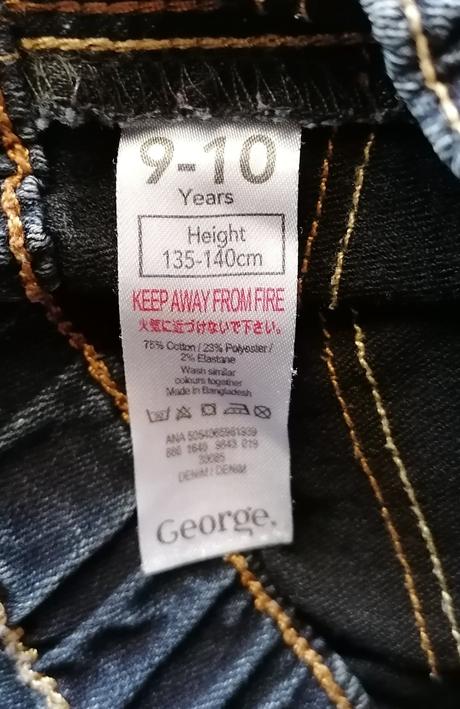 9-10
Years
Height
135-140cm
KEEP AWAY FROM FIRE
火気に近づけないで下さい。
75% Cotton / 23% Polyester /
2% Elastane
Wash similar
colours together
Made in Bangladesh
DENIM / DENIM
George.